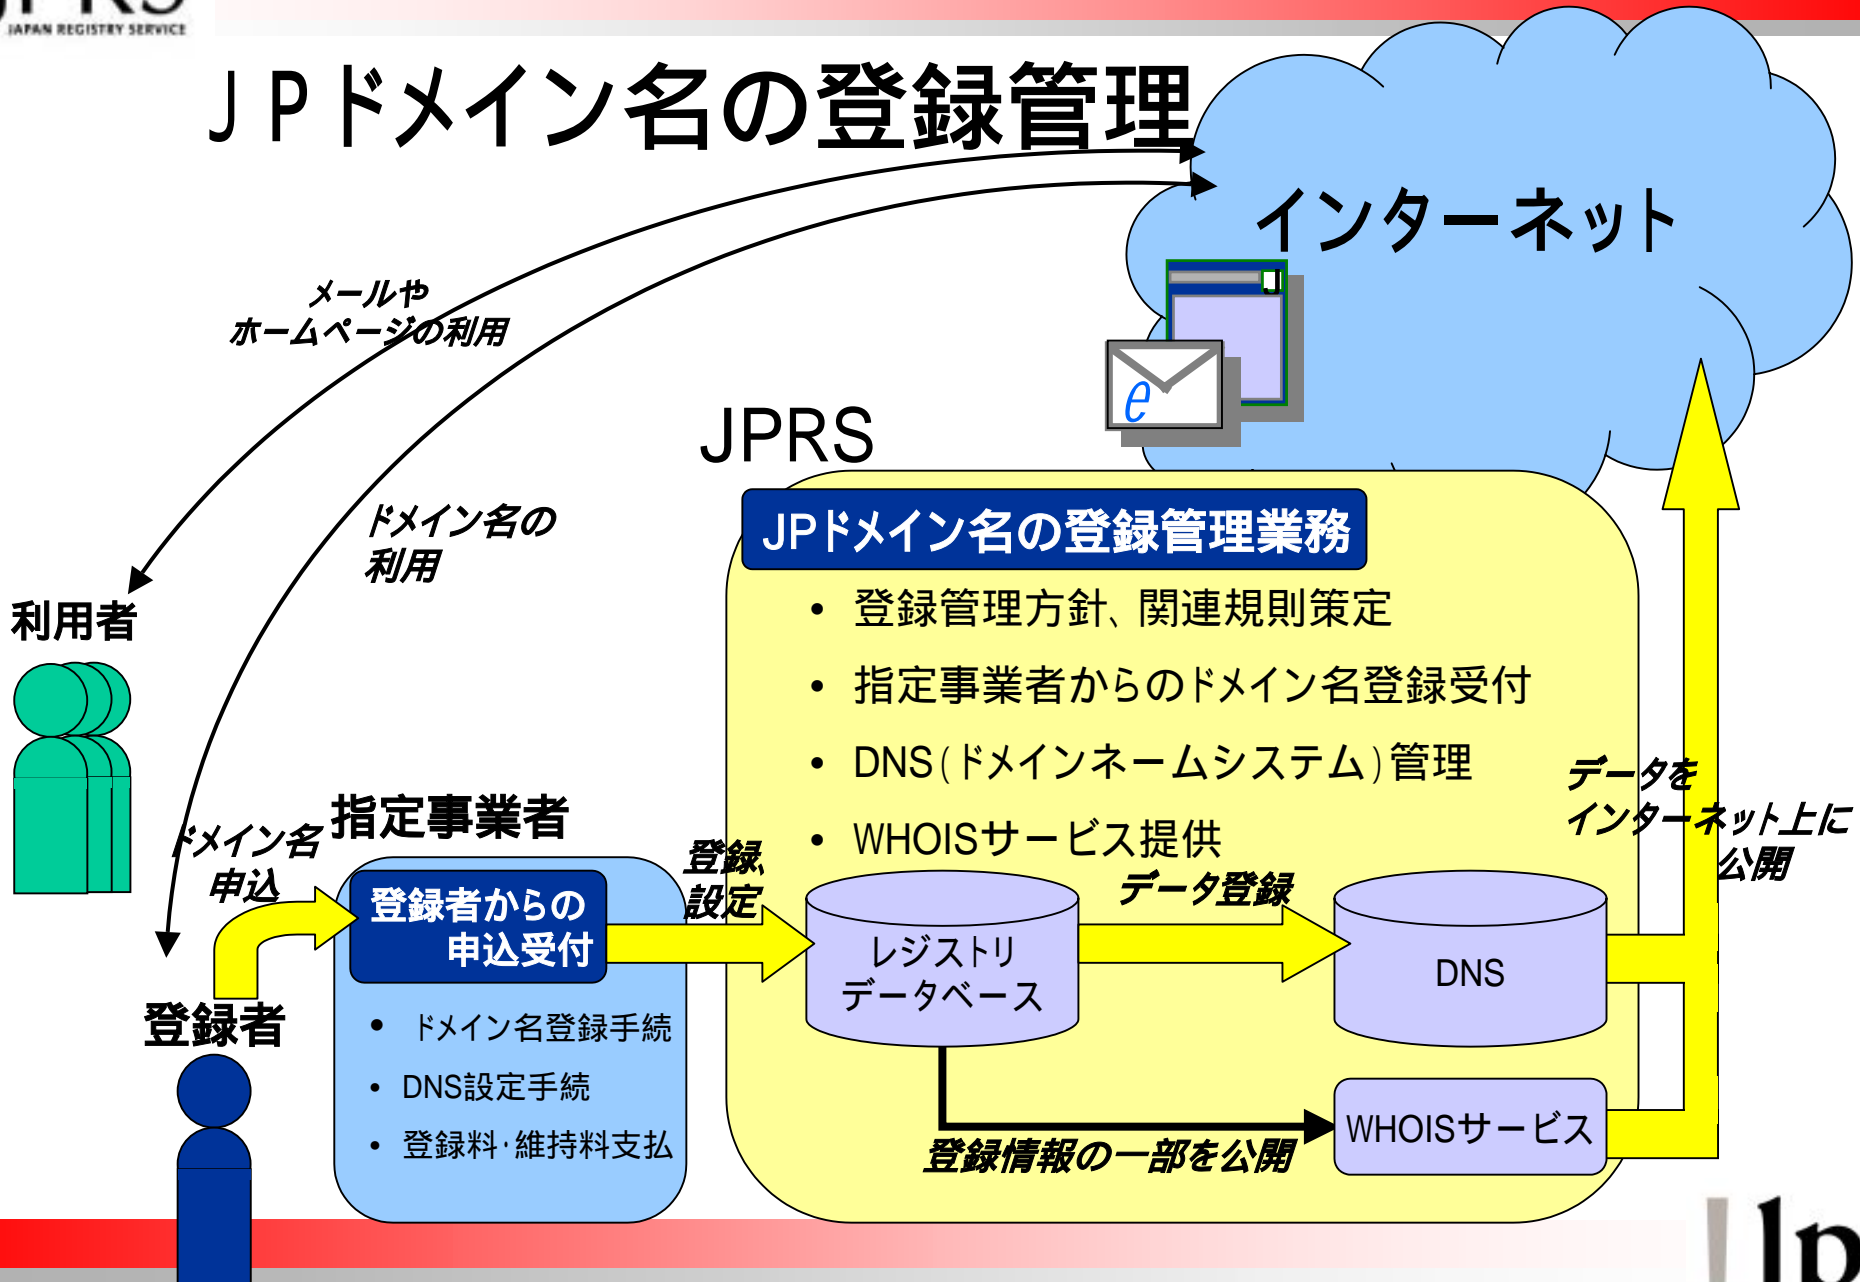 JPRS
JAPAN REGISTRY SERVICE
JPドメイン名の登録管理
インターネット
メールや
ホームページの利用
e
JPRS
ドメイン名の
利用
JPドメイン名の登録管理業務
• 登録管理方針、関連規則策定
• 指定事業者からのドメイン名登録受付
• DNS(ドメインネームシステム)管理
• WHOISサービス提供
利用者
データを
インターネット上に
公開
指定事業者
ドメイン名
申込
登録、
設定
データ登録
登録者からの
申込受付
レジストリ
データベース
DNS
登録者
• ドメイン名登録手続
• DNS設定手続
• 登録料・維持料支払
WHOISサービス
登録情報の一部を公開